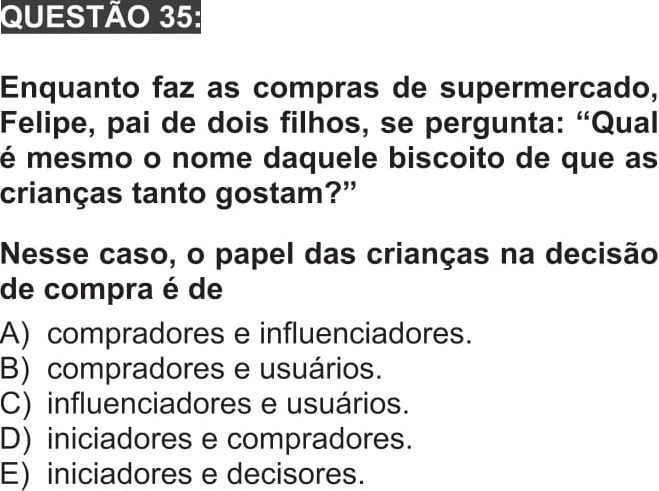 QUESTÃO 35:
Enquanto faz as compras de supermercado,
Felipe, pai de dois filhos, se pergunta: “Qual
é mesmo o nome daquele biscoito de que as
crianças tanto gostam?”
Nesse caso, o papel das crianças na decisão
de compra é de
A) compradores e influenciadores.
B) compradores e usuários.
C) influenciadores e usuários.
D) iniciadores e compradores.
E) iniciadores e decisores.